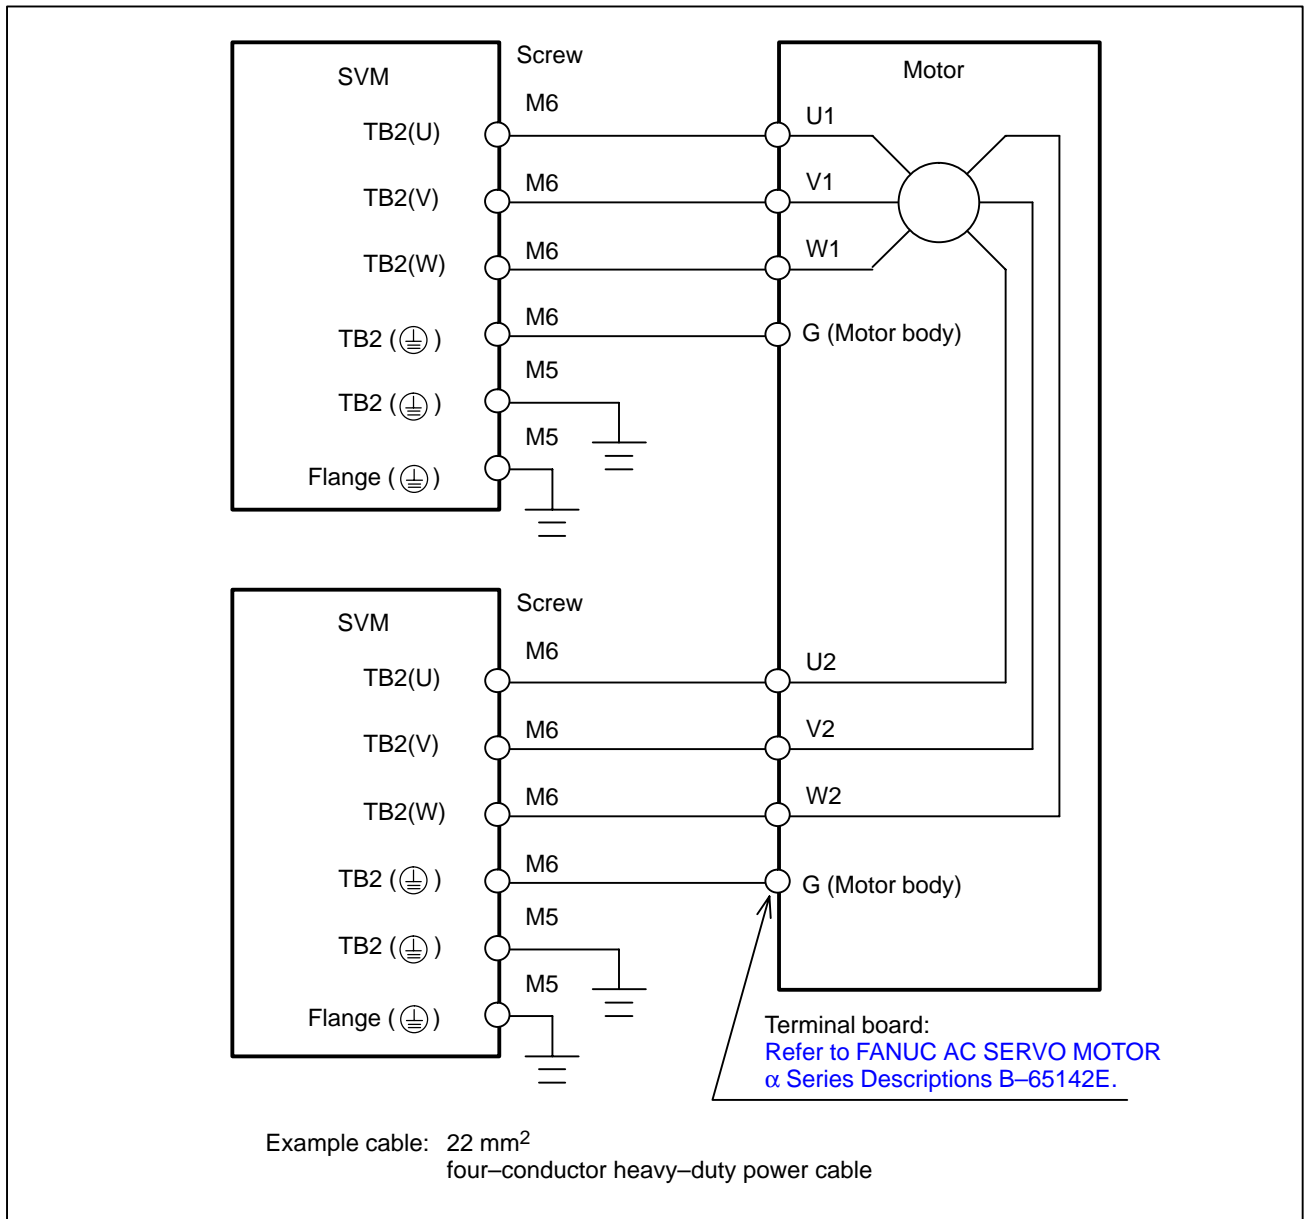 SVM
Screw
Motor
M6
TB2(U)
U1
M6
TB2(V)
V1
M6
TB2(W)
W1
M6
TB2 ( )
G (Motor body)
M5
TB2 ( )
M5
Flange ( )
SVM
Screw
M6
TB2(U)
U2
M6
TB2(V)
V2
M6
TB2(W)
W2
M6
TB2 ( )
G (Motor body)
M5
TB2 ( )
M5
Flange ( )
Terminal board:
Refer to FANUC AC SERVO MOTOR
α Series Descriptions B–65142E.
Example cable: 22 mm2
four–conductor heavy–duty power cable